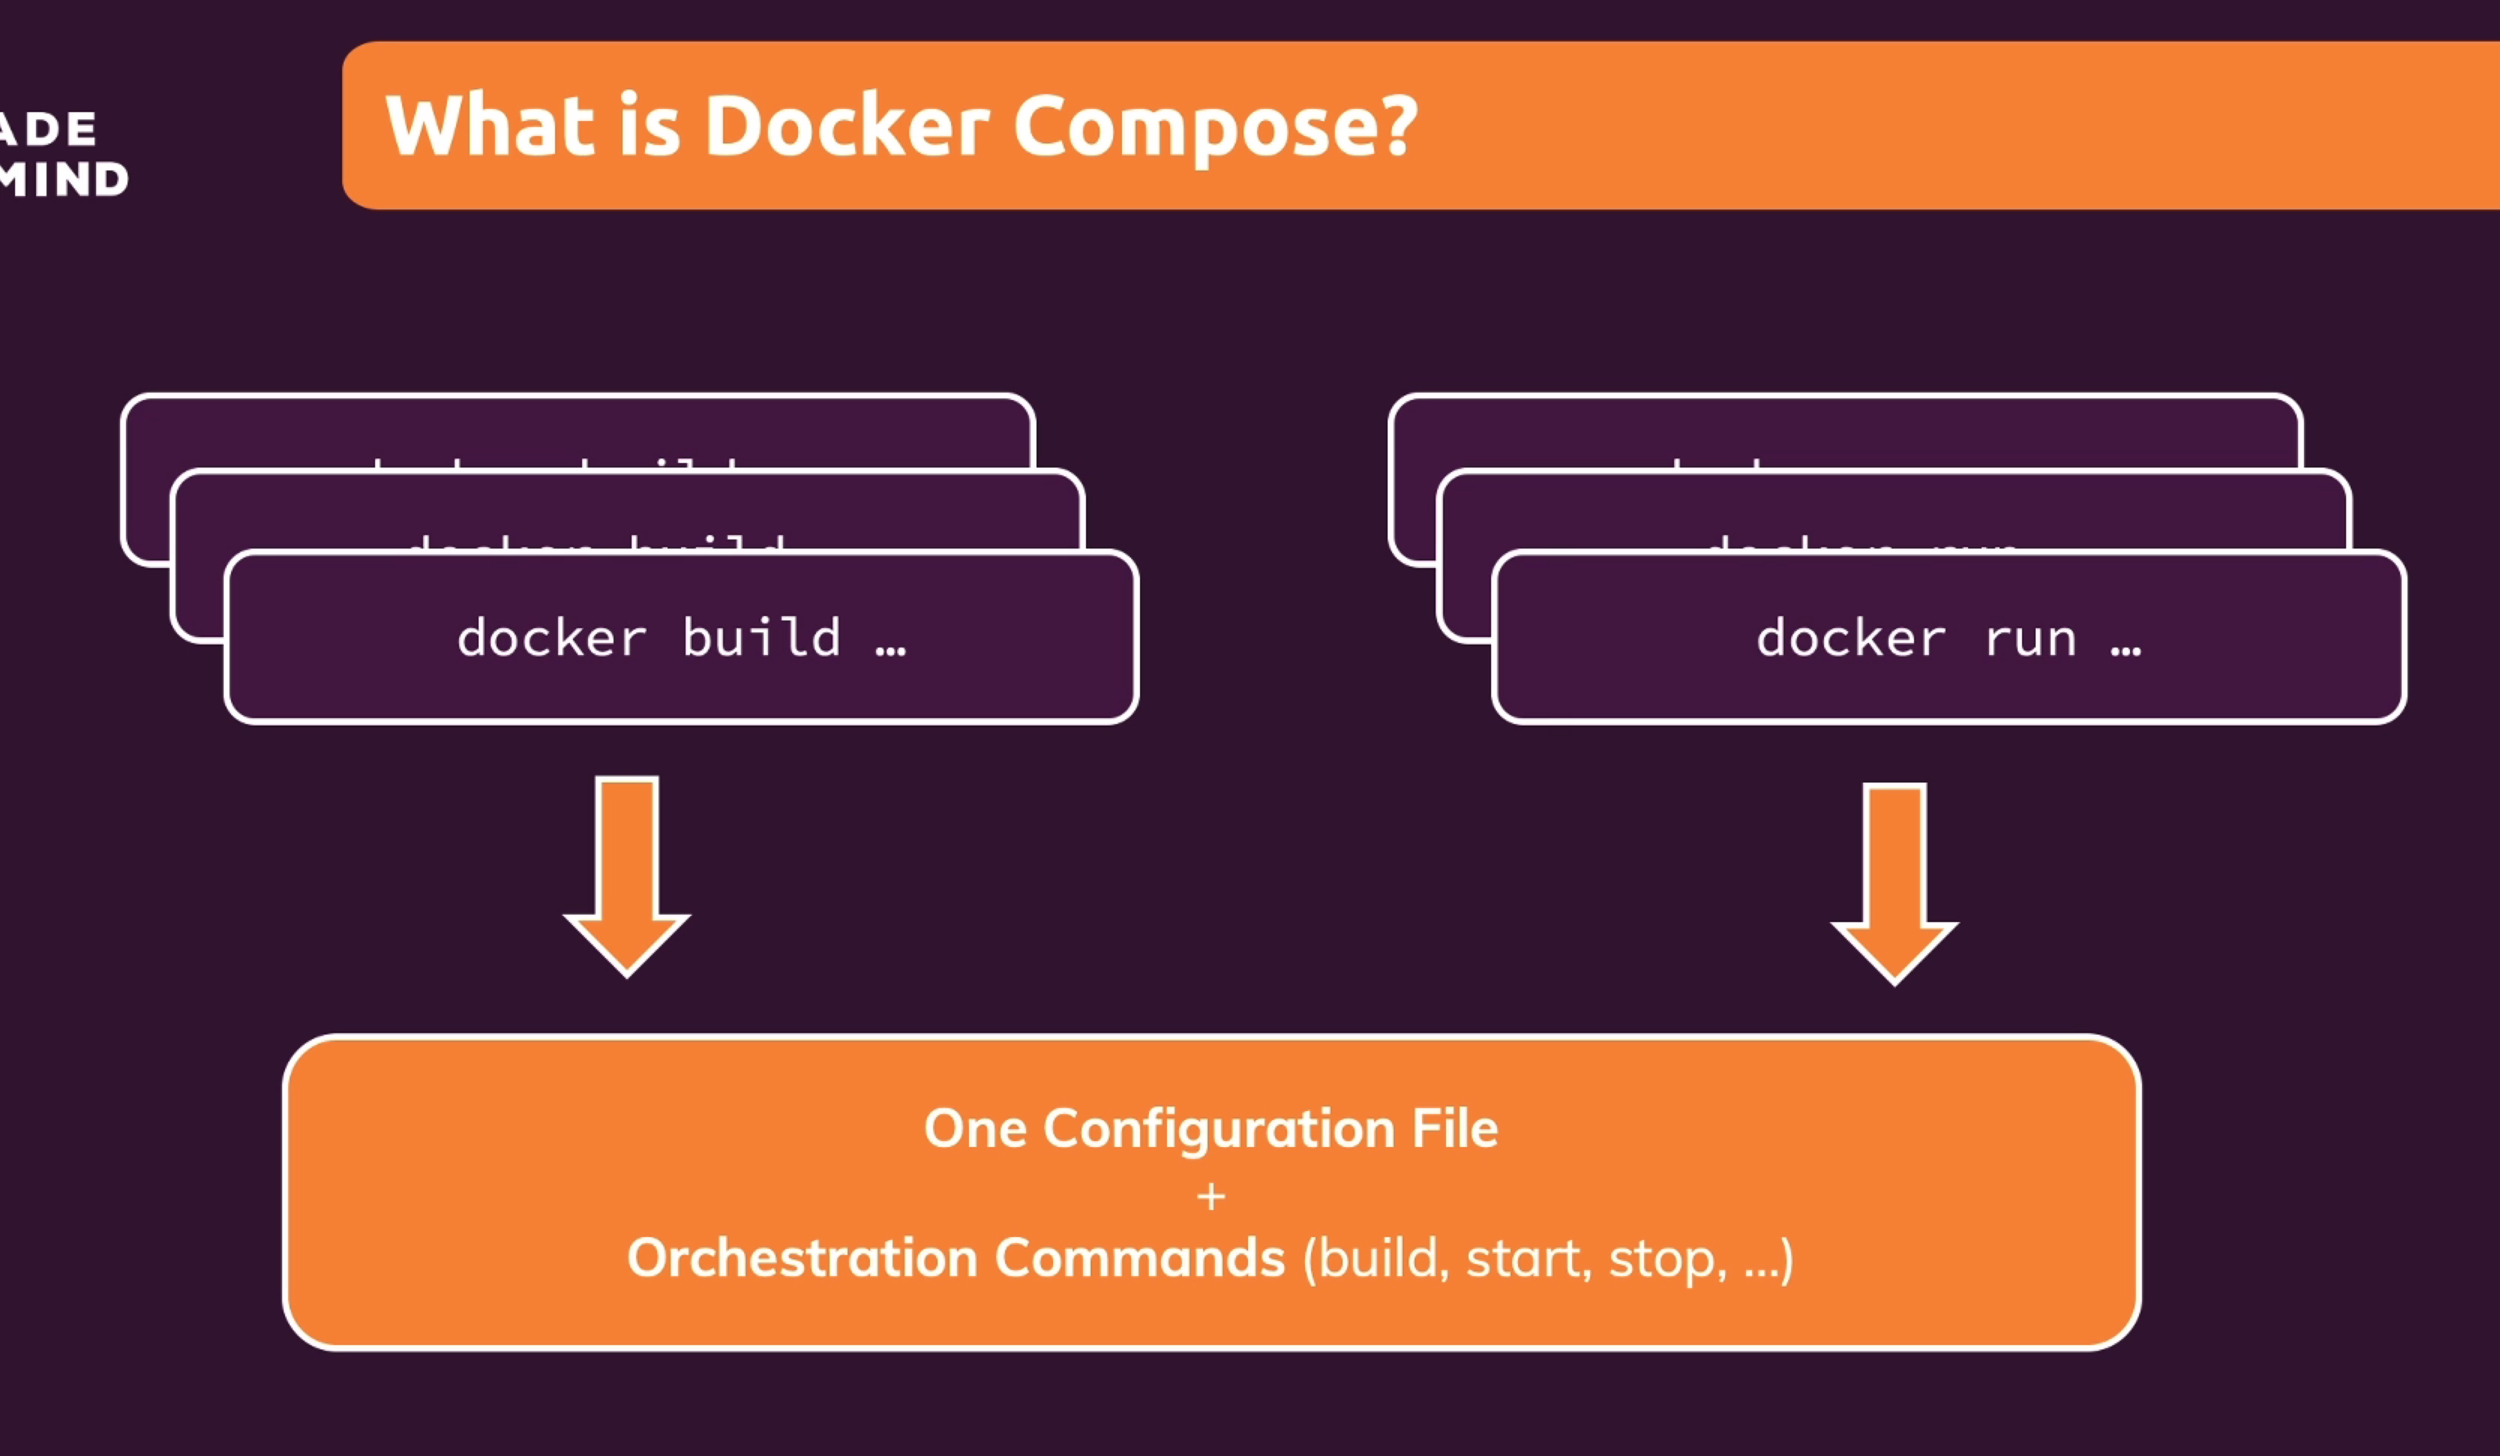 What is Docker Compose?
ADE
MIND
docker build …
docker run …
One Configuration File
+
Orchestration Commands (build, start, stop, …)